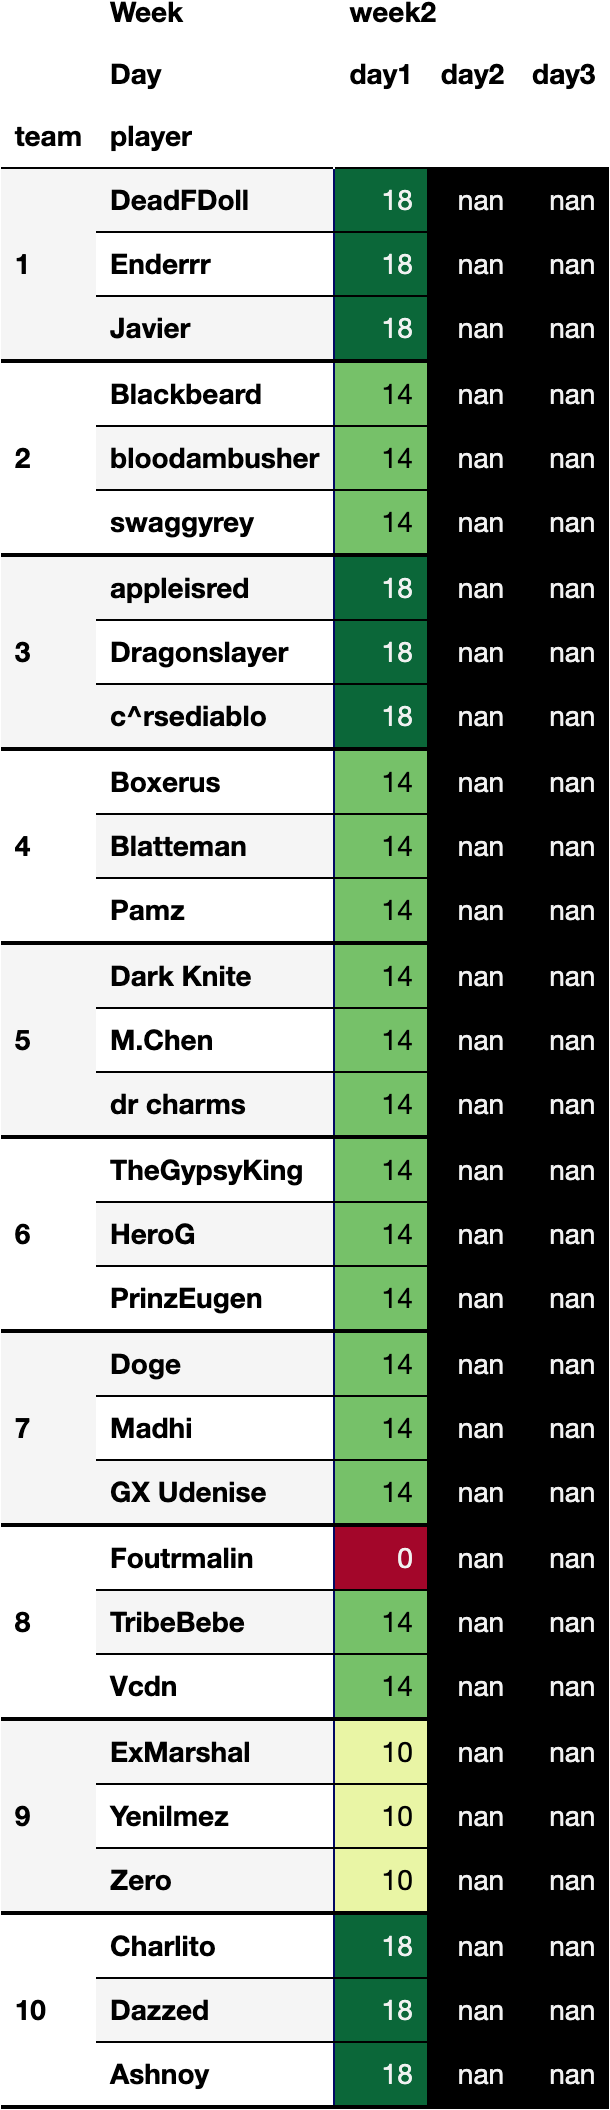 Week week2
Day day1 day2 day3
team player
1 DeadFDoll 18 nan nan
Enderrr 18 nan nan
Javier 18 nan nan
2 Blackbeard 14 nan nan
bloodambusher 14 nan nan
swaggyrey 14 nan nan
3 appleisred 18 nan nan
Dragonslayer 18 nan nan
c^rsediablo 18 nan nan
4 Boxerus 14 nan nan
Blatteman 14 nan nan
Pamz 14 nan nan
5 Dark Knite 14 nan nan
M.Chen 14 nan nan
dr charms 14 nan nan
6 TheGypsyKing 14 nan nan
HeroG 14 nan nan
PrinzEugen 14 nan nan
7 Doge 14 nan nan
Madhi 14 nan nan
GX Udenise 14 nan nan
8 Foutrmalin 0 nan nan
TribeBebe 14 nan nan
Vcdn 14 nan nan
9 ExMarshal 10 nan nan
Yenilmez 10 nan nan
Zero 10 nan nan
10 Charlito 18 nan nan
Dazzed 18 nan nan
Ashnoy 18 nan nan